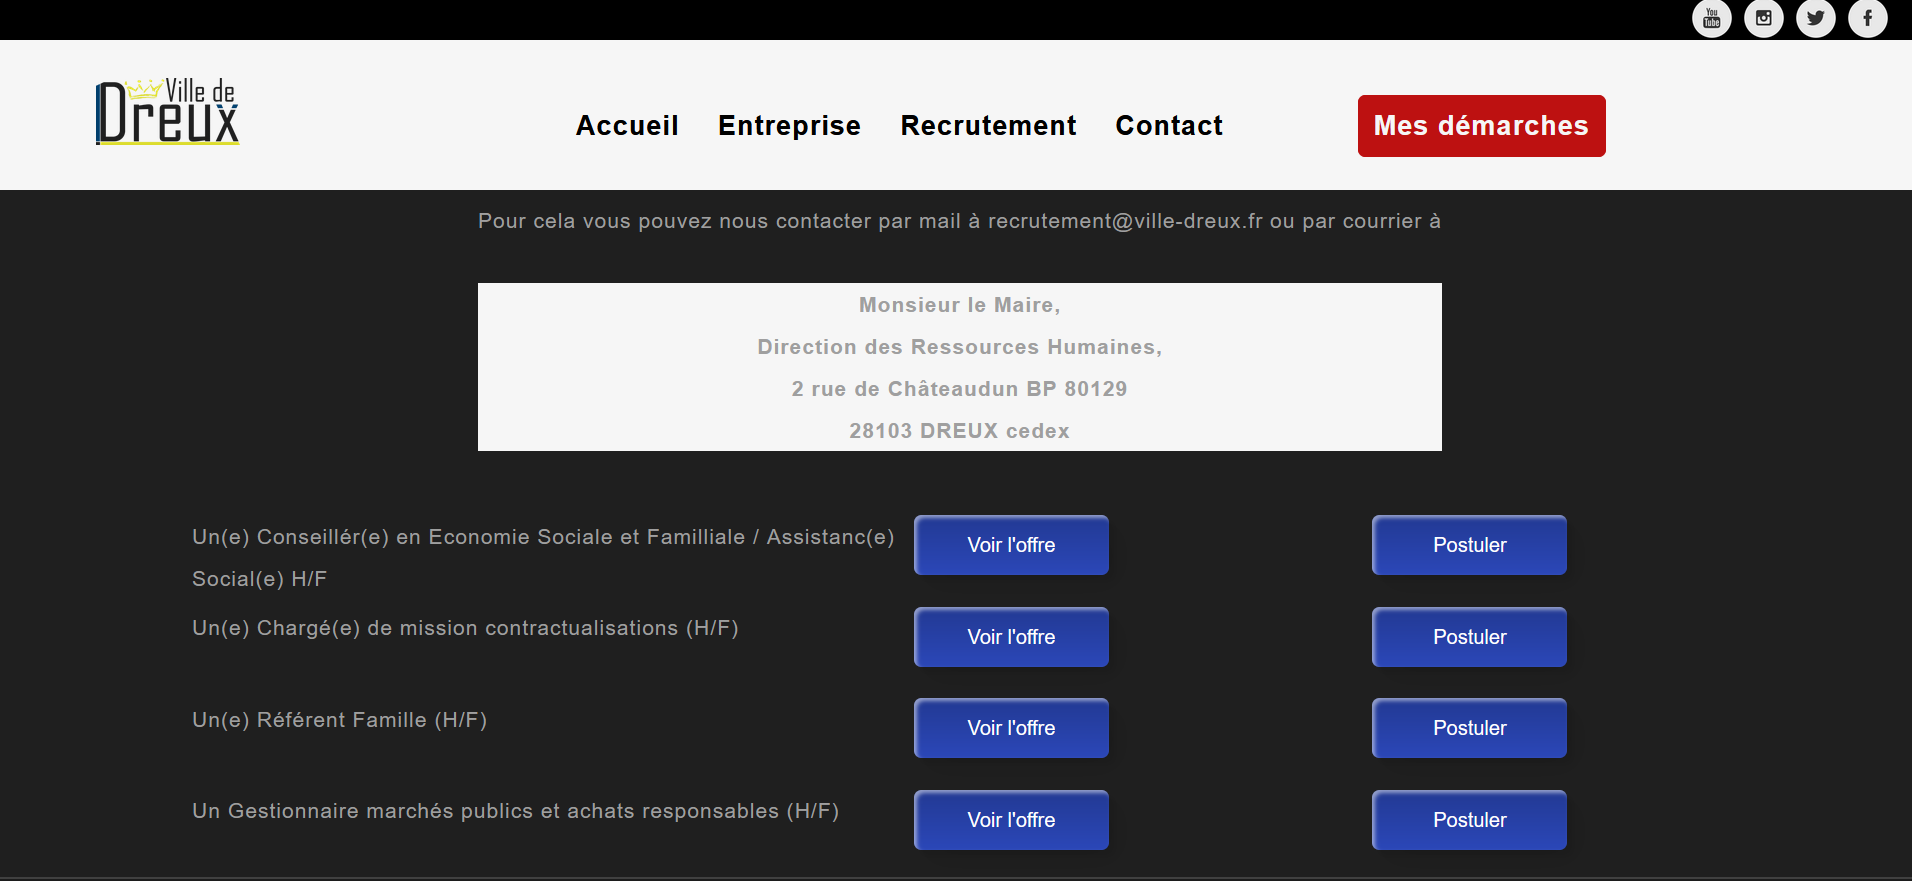 You
Tube
Ville de
Dreux
Accueil Entreprise Recrutement Contact Mes démarches
Pour cela vous pouvez nous contacter par mail à recrutement@ville-dreux.fr ou par courrier à
Monsieur le Maire,
Direction des Ressources Humaines,
2 rue de Châteaudun BP 80129
28103 DREUX cedex
Un(e) Conseillér(e) en Economie Sociale et Familliale / Assistanc(e)
Social(e) H/F
Voir l'offre Postuler
Un(e) Chargé(e) de mission contractualisations (H/F) Voir l'offre Postuler
Un(e) Référent Famille (H/F) Voir l'offre Postuler
Un Gestionnaire marchés publics et achats responsables (H/F) Voir l'offre Postuler